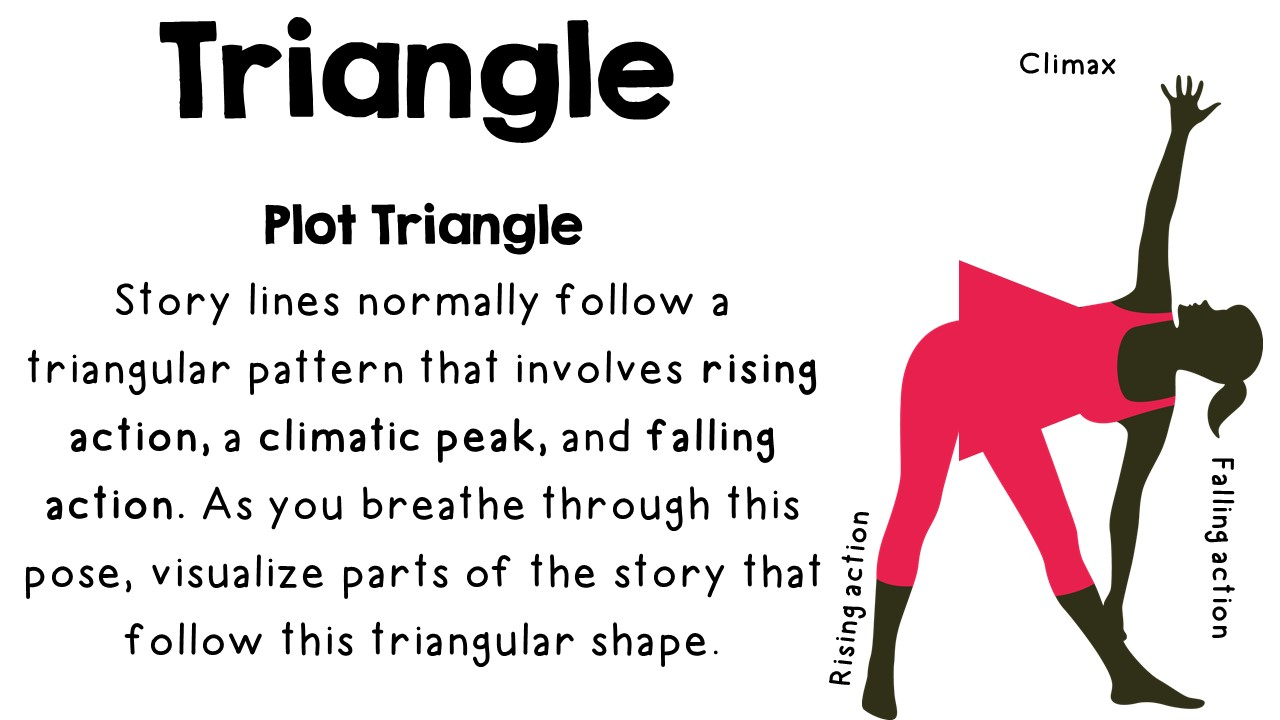 Triangle
Plot Triangle
Story lines normally follow a
triangular pattern that involves rising
action, a climatic peak, and falling
action. As you breathe through this
pose, visualize parts of the story that
follow this triangular shape.
Climax
Rising action
Falling action